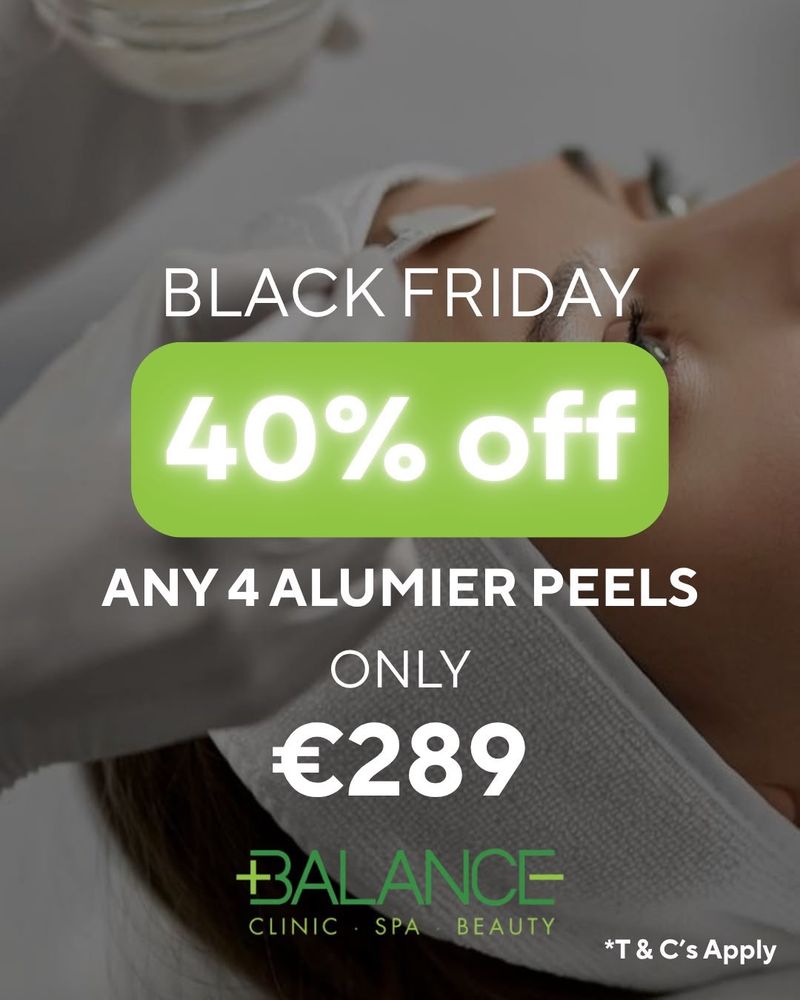 BLACK FRIDAY
40% off
ANY 4 ALUMIER PEELS
ONLY
€289
+BALANCE–
CLINIC · SPA · BEAUTY
*T & C's Apply